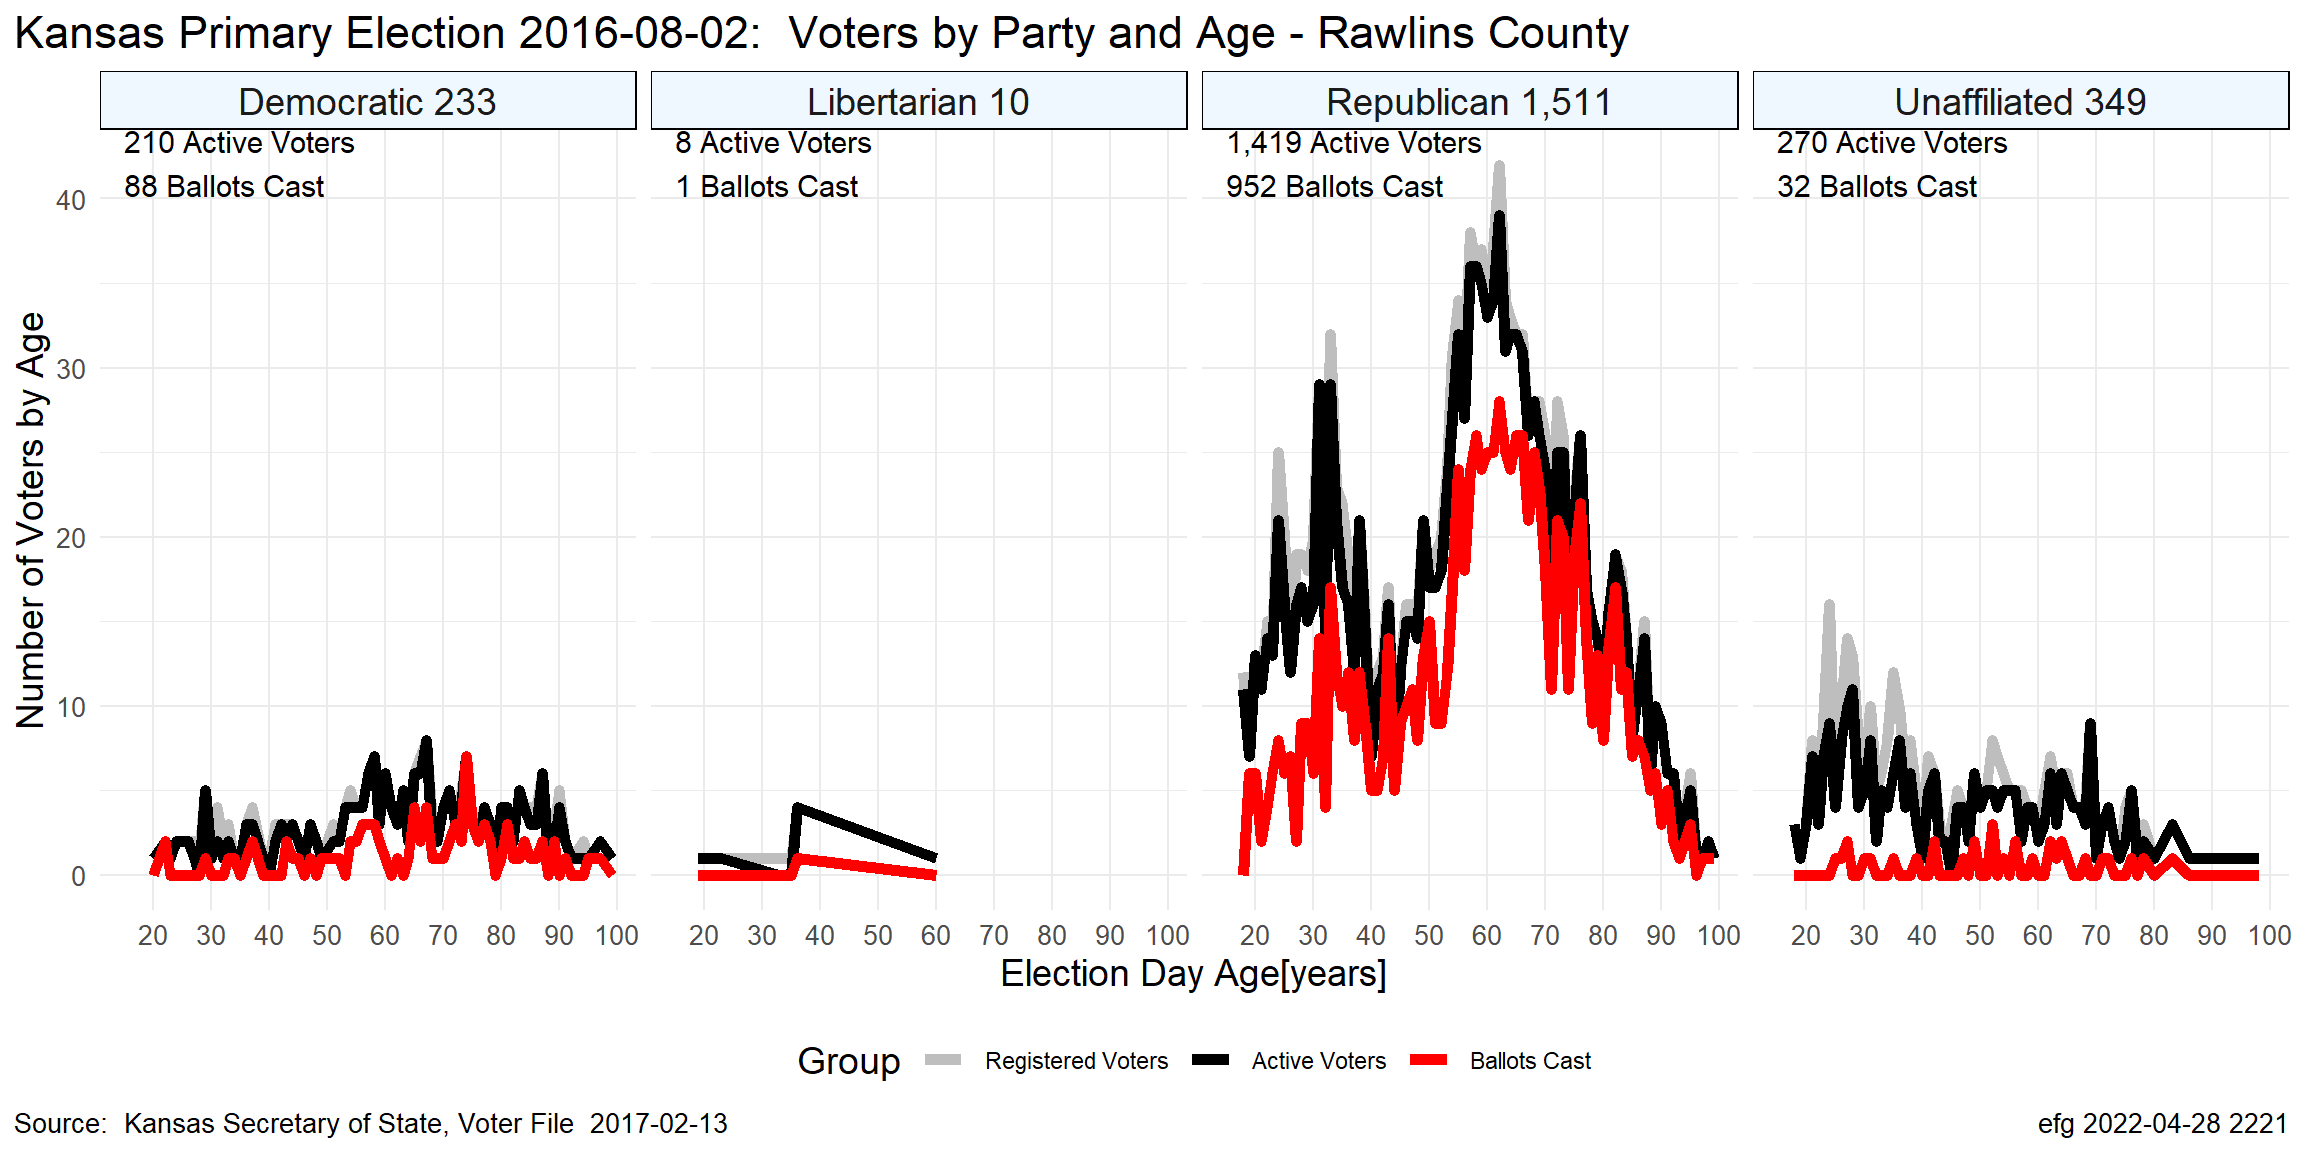 Kansas Primary Election 2016-08-02:  Voters by Party and Age - Rawlins County
Democratic 233
Libertarian 10
Republican 1,511
Unaffiliated 349
210 Active Voters
88 Ballots Cast
8 Active Voters
1 Ballots Cast
1,419 Active Voters
952 Ballots Cast
270 Active Voters
32 Ballots Cast
Number of Voters by Age
40
30
20
10
0
20 30 40 50 60 70 80 90 100
20 30 40 50 60 70 80 90 100
20 30 40 50 60 70 80 90 100
20 30 40 50 60 70 80 90 100
Election Day Age[years]
Group Registered Voters Active Voters Ballots Cast
Source:  Kansas Secretary of State, Voter File  2017-02-13
efg 2022-04-28 2221